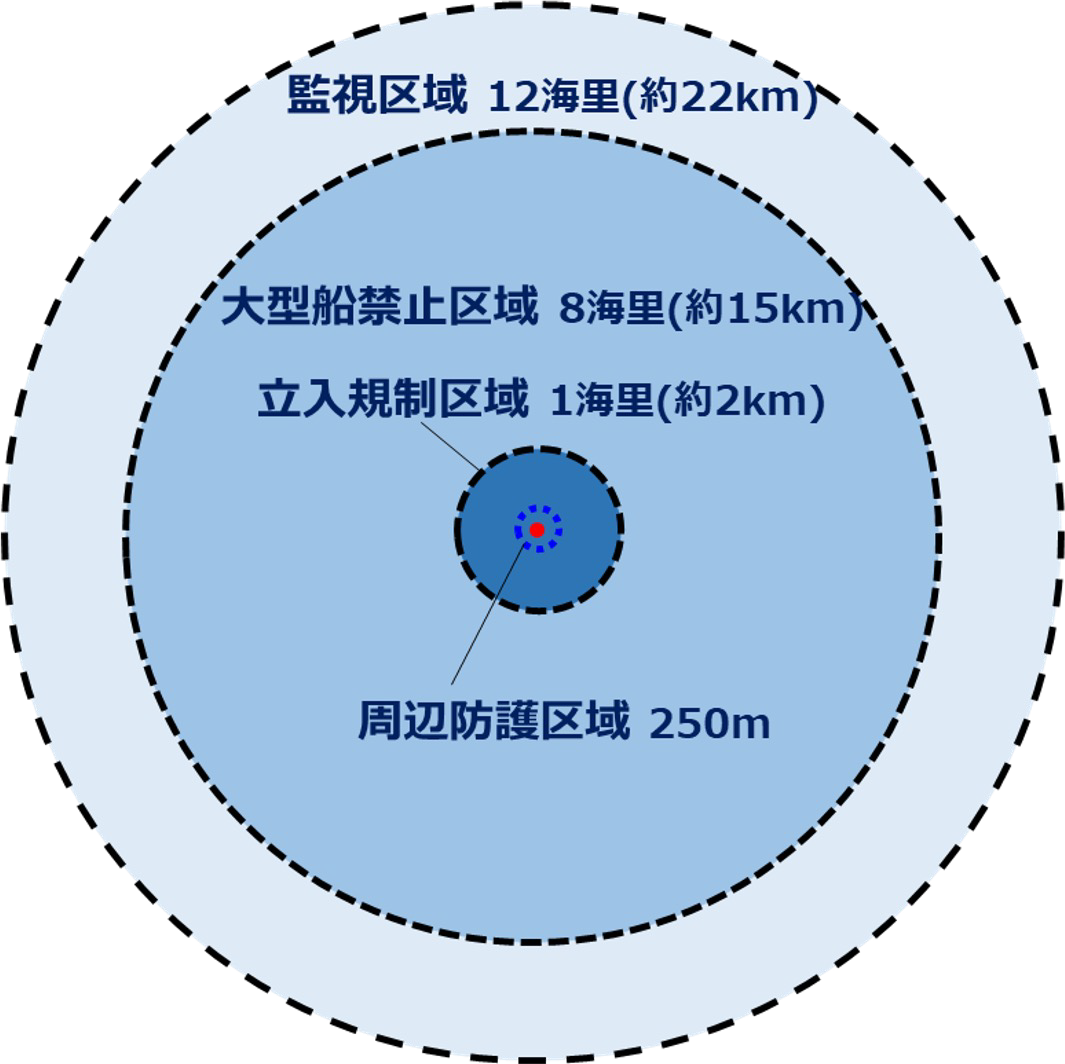 監視区域 12海里(約22km)
大型船禁止区域 8海里(約15km)
立入規制区域 1海里(約2km)
周辺防護区域 250m